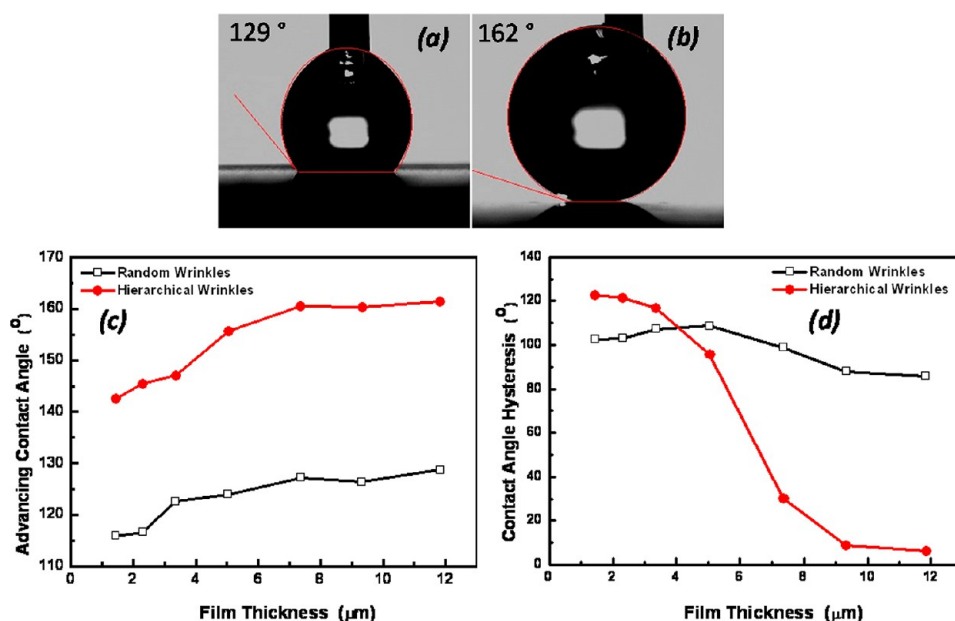 129 °
(a)
162 °
(b)
170
160
150
140
130
120
110
0
2
4
6
8
10
12
Advancing Contact Angle (°)
Film Thickness (μm)
Random Wrinkles
Hierarchical Wrinkles
(c)
140
120
100
80
60
40
20
0
0
2
4
6
8
10
12
Contact Angle Hysteresis (°)
Film Thickness (μm)
Random Wrinkles
Hierarchical Wrinkles
(d)